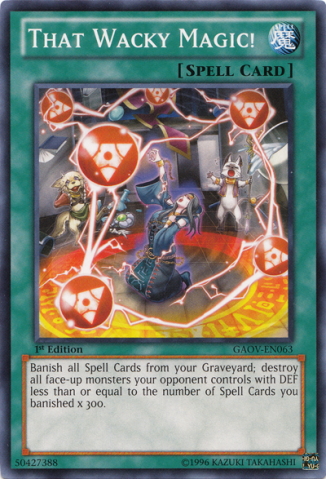 THAT WACKY MAGIC!
魔
[SPELL CARD]
1st Edition
GAOV-EN063
Banish all Spell Cards from your Graveyard; destroy
all face-up monsters your opponent controls with DEF
less than or equal to the number of Spell Cards you
banished x 300.
50427388
©1996 KAZUKI TAKAHASHI